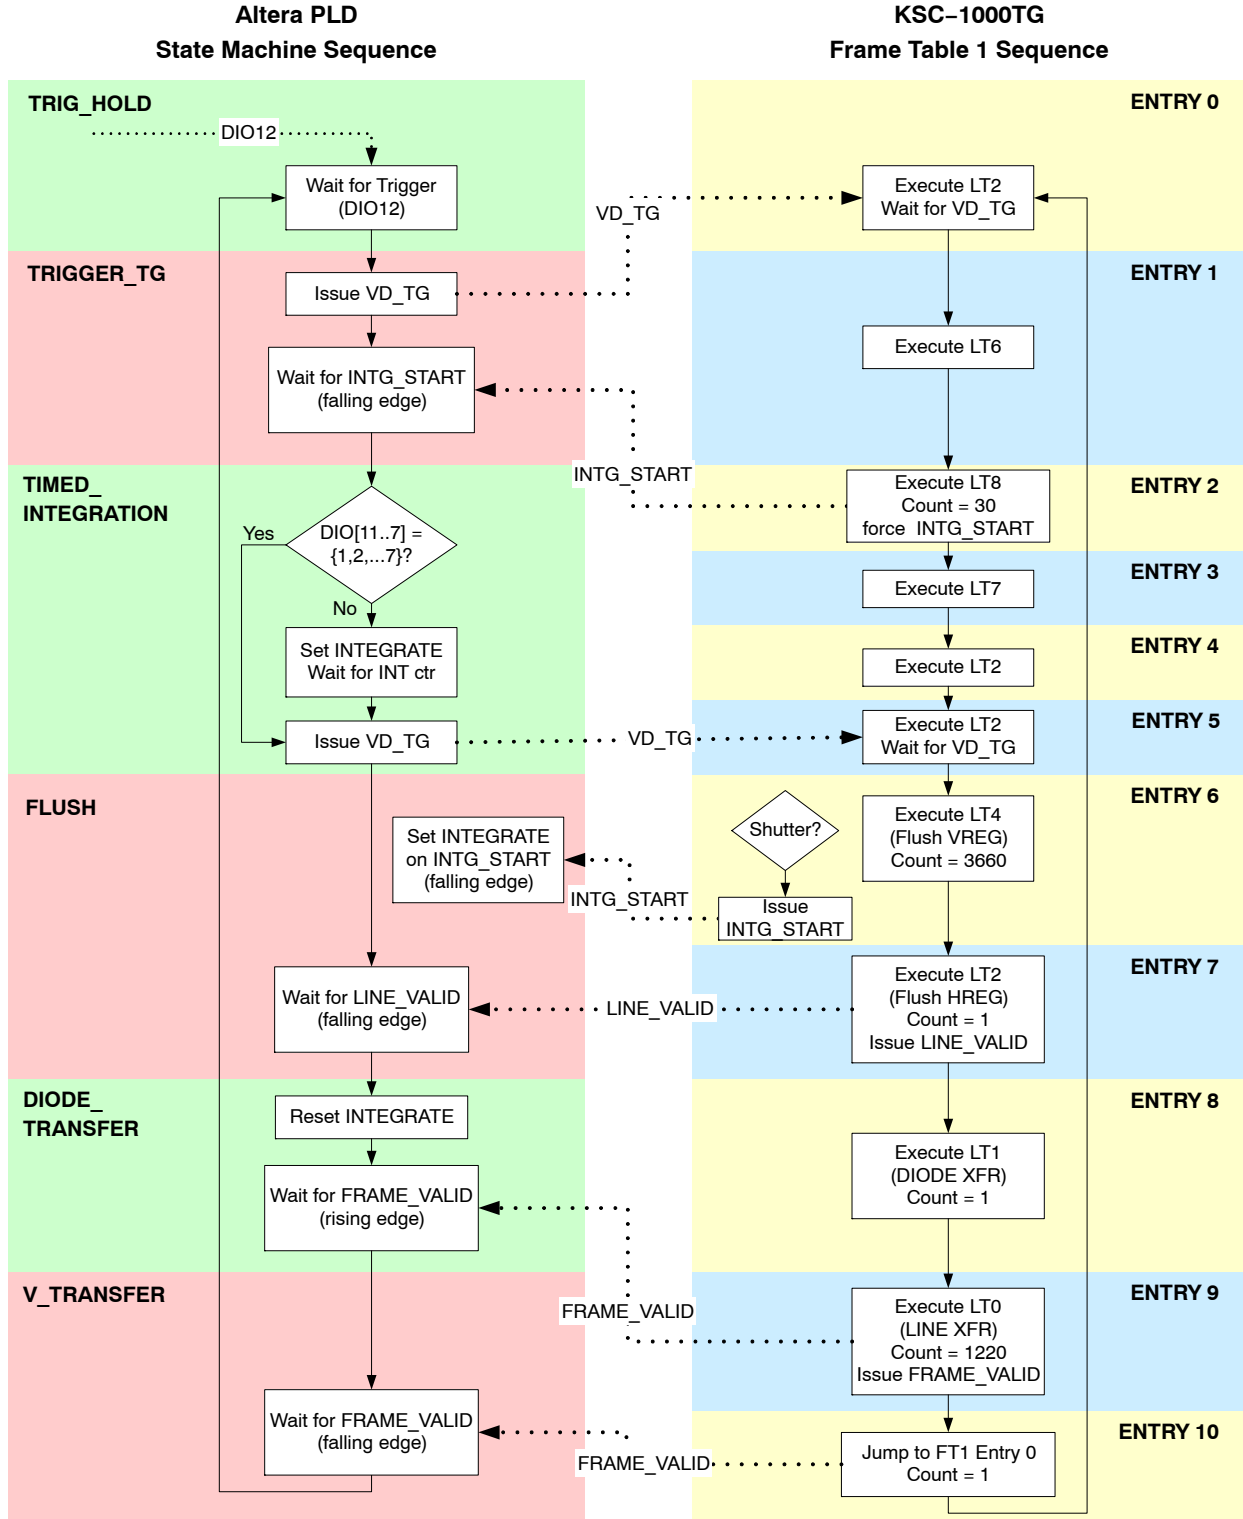 Altera PLD
State Machine Sequence
KSC−1000TG
Frame Table 1 Sequence
TRIG_HOLD
DIO12
Wait for Trigger
(DIO12)
TRIGGER_TG
Issue VD_TG
Wait for INTG_START
(falling edge)
TIMED_
INTEGRATION
DIO[11..7] =
{1,2,...7}?
Yes
No
Set INTEGRATE
Wait for INT ctr
Issue VD_TG
FLUSH
Set INTEGRATE
on INTG_START
(falling edge)
Wait for LINE_VALID
(falling edge)
DIODE_
TRANSFER
Reset INTEGRATE
Wait for FRAME_VALID
(rising edge)
V_TRANSFER
Wait for FRAME_VALID
(falling edge)
VD_TG
INTG_START
VD_TG
INTG_START
LINE_VALID
FRAME_VALID
FRAME_VALID
ENTRY 0
Execute LT2
Wait for VD_TG
ENTRY 1
Execute LT6
ENTRY 2
Execute LT8
Count = 30
force INTG_START
ENTRY 3
Execute LT7
ENTRY 4
Execute LT2
ENTRY 5
Execute LT2
Wait for VD_TG
ENTRY 6
Shutter?
Issue
INTG_START
Execute LT4
(Flush VREG)
Count = 3660
ENTRY 7
Execute LT2
(Flush HREG)
Count = 1
Issue LINE_VALID
ENTRY 8
Execute LT1
(DIODE XFR)
Count = 1
ENTRY 9
Execute LT0
(LINE XFR)
Count = 1220
Issue FRAME_VALID
ENTRY 10
Jump to FT1 Entry 0
Count = 1